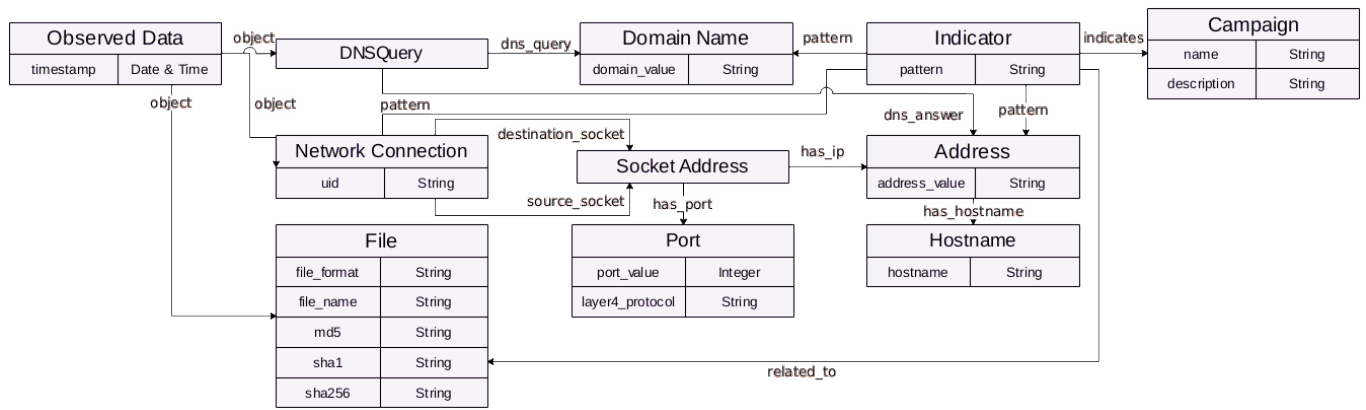 Observed Data
timestamp Date & Time
object
DNSQuery
dns_query
Domain Name
domain_value String
pattern
Indicator
pattern String
indicates
Campaign
name String
description String
object
object
pattern
dns_answer
pattern
destination_socket
Network Connection
uid String
Socket Address
has_ip
Address
address_value String
source_socket
has_port
has_hostname
File
file_format String
file_name String
md5 String
sha1 String
sha256 String
Port
port_value Integer
layer4_protocol String
Hostname
hostname String
related_to